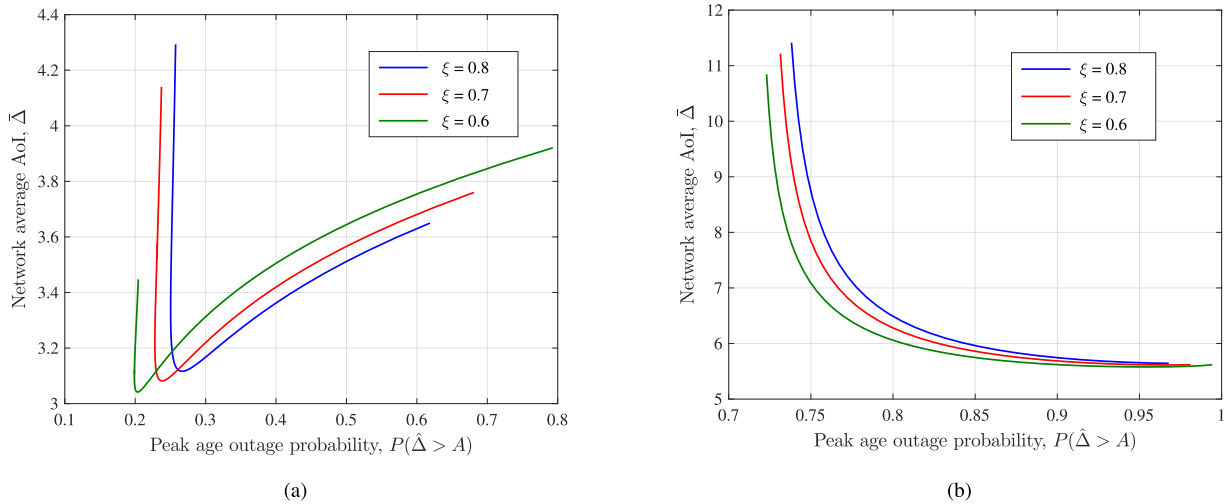 4.4
4.2
4
3.8
3.6
3.4
3.2
3
Network average AoI, Δ̄
ξ = 0.8
ξ = 0.7
ξ = 0.6
0.1 0.2 0.3 0.4 0.5 0.6 0.7 0.8
Peak age outage probability, P(Δ̂ > A)
(a)
12
11
10
9
8
7
6
5
Network average AoI, Δ̄
ξ = 0.8
ξ = 0.7
ξ = 0.6
0.7 0.75 0.8 0.85 0.9 0.95 1
Peak age outage probability, P(Δ̂ > A)
(b)